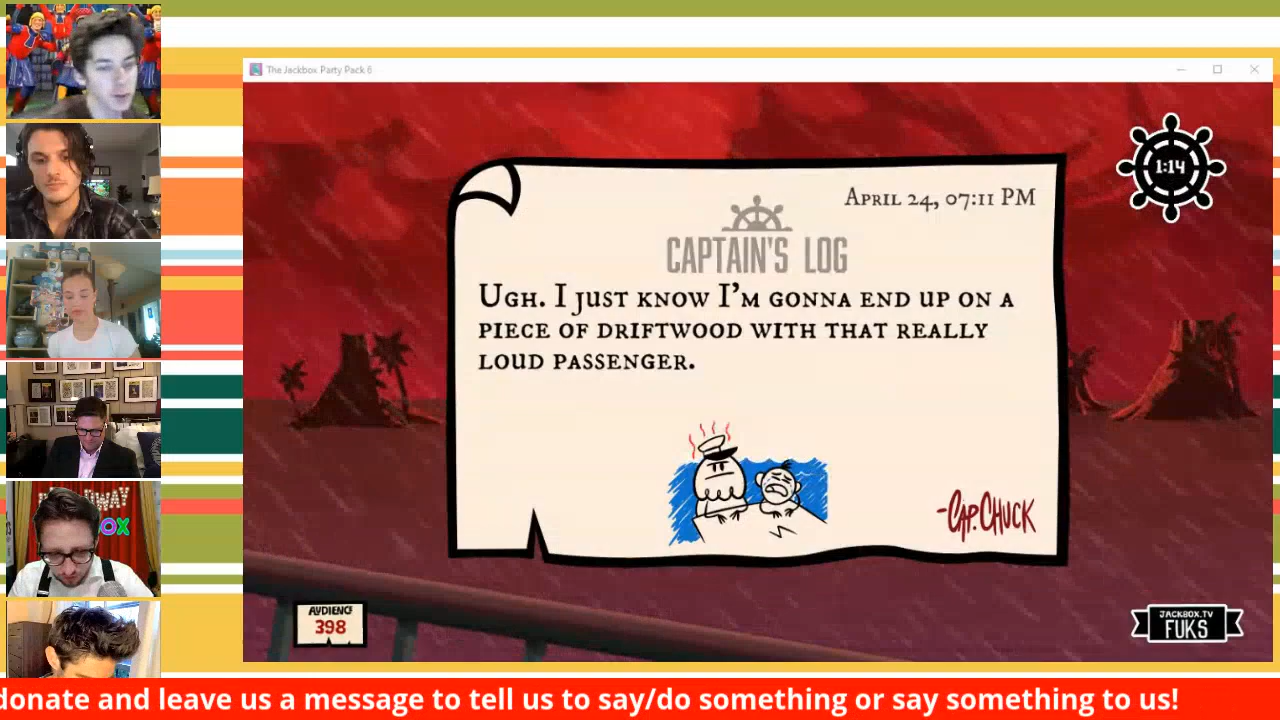 The Jackbox Party Pack 6
1:14
April 24, 07:11 PM
CAPTAIN'S LOG
Ugh. I just know I'm gonna end up on a
piece of driftwood with that really
loud passenger.
-CAP. CHUCK
AUDIENCE
398
JACKBOX.TV
FUKS
donate and leave us a message to tell us to say/do something or say something to us!